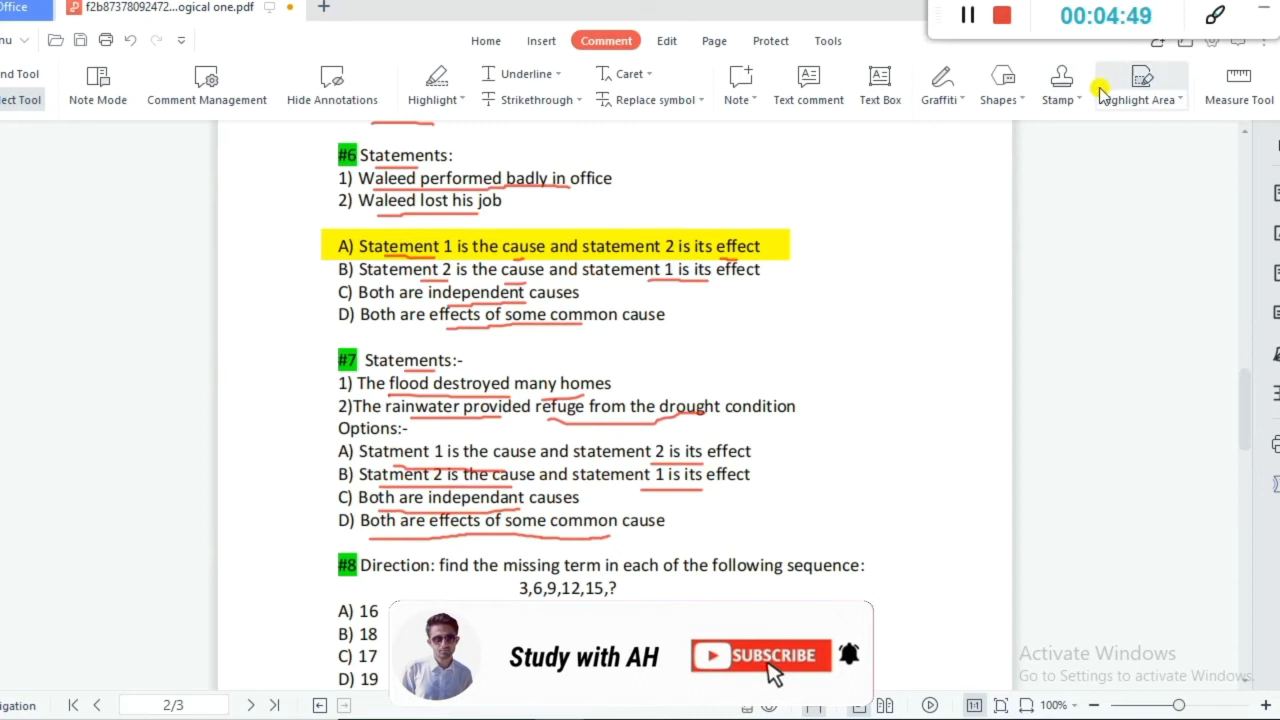 Office
f2b87378092472...ogical one.pdf
+
00:04:49
nu
Home Insert Comment Edit Page Protect Tools
nd Tool
ect Tool
Note Mode
Comment Management
Hide Annotations
Highlight
Underline
Strikethrough
Caret
Replace symbol
Note
Text comment
Text Box
Graffiti
Shapes
Stamp
ighlight Area
Measure Tool
#6 Statements:
1) Waleed performed badly in office
2) Waleed lost his job
A) Statement 1 is the cause and statement 2 is its effect
B) Statement 2 is the cause and statement 1 is its effect
C) Both are independent causes
D) Both are effects of some common cause
#7 Statements:-
1) The flood destroyed many homes
2)The rainwater provided refuge from the drought condition
Options:-
A) Statment 1 is the cause and statement 2 is its effect
B) Statment 2 is the cause and statement 1 is its effect
C) Both are independant causes
D) Both are effects of some common cause
#8 Direction: find the missing term in each of the following sequence:
3,6,9,12,15,?
A) 16
B) 18
C) 17
D) 19
Study with AH
SUBSCRIBE
Activate Windows
Go to Settings to activate Windows.
igation
2/3
100%